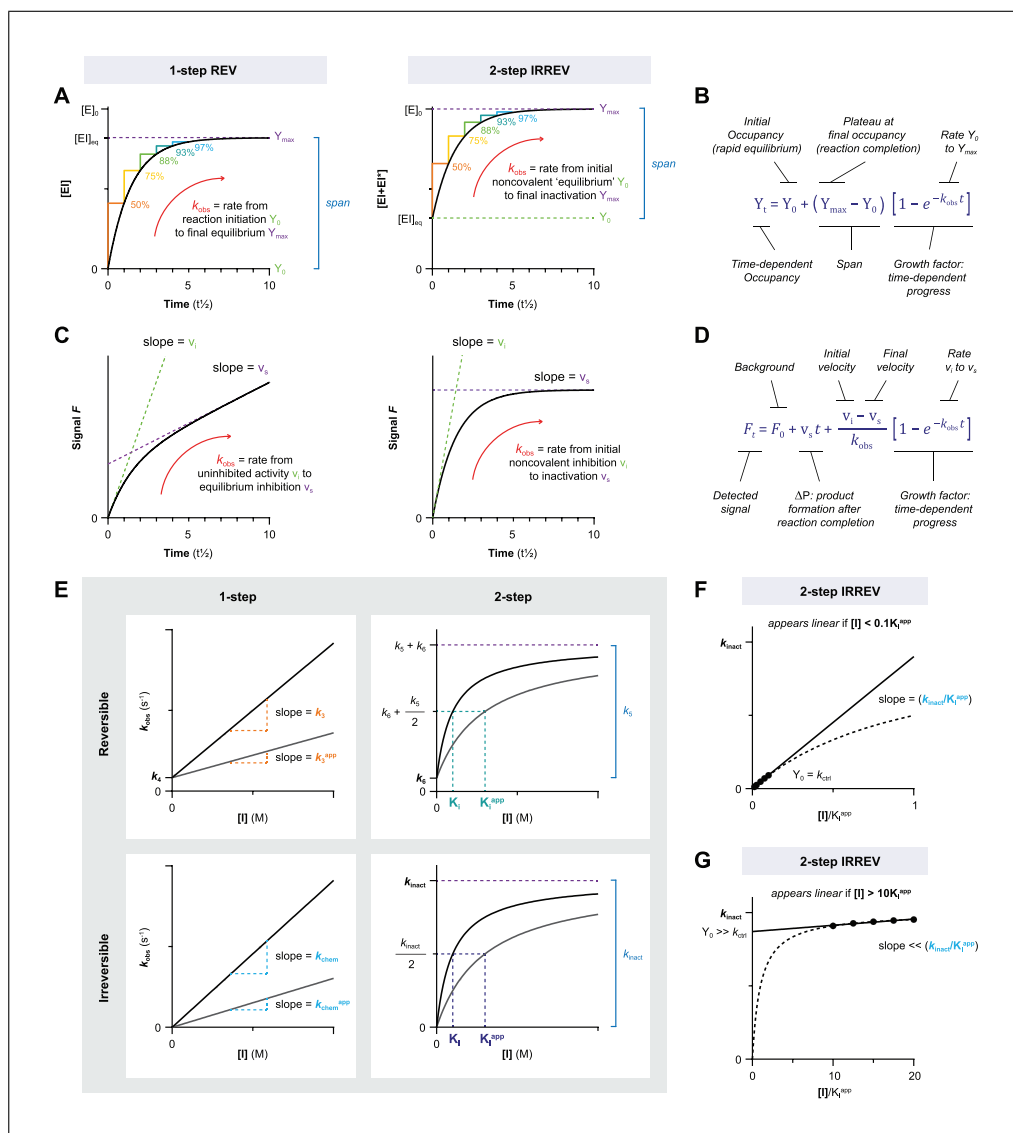 1-step REV
2-step IRREV
A
[E]₀
[EI]eq
[EI]
0
50%
75%
88%
93%
97%
Ymax
span
kobs = rate from
reaction initiation Y₀
to final equilibrium Ymax
Y₀
0
5
10
Time (t½)
[E]₀
[EI+EI*]
[EI]eq
0
50%
75%
88%
93%
97%
Ymax
span
kobs = rate from initial
noncovalent ‘equilibrium’ Y₀
to final inactivation Ymax
Y₀
0
5
10
Time (t½)
B
Initial
Occupancy
(rapid equilibrium)
Plateau at
final occupancy
(reaction completion)
Rate Y₀
to Ymax
Yt = Y₀ + (Ymax − Y₀) [1 − e^−kobs t]
Time-dependent
Occupancy
Span
Growth factor:
time-dependent
progress
C
slope = vi
slope = vs
Signal F
0
kobs = rate from
uninhibited activity vi to
equilibrium inhibition vs
0
5
10
Time (t½)
slope = vi
slope = vs
Signal F
0
kobs = rate from initial
noncovalent inhibition vi
to inactivation vs
0
5
10
Time (t½)
D
Background
Initial
velocity
Final
velocity
Rate
vi to vs
Ft = F₀ + vs t + (vi − vs)/kobs [1 − e^−kobs t]
Detected
signal
ΔP: product
formation after
reaction completion
Growth factor:
time-dependent
progress
E
1-step
2-step
Reversible
kobs (s⁻¹)
k₄
slope = k₃
slope = k₃app
0
[I] (M)
k₅ + k₆
k₆ + k₅/2
k₆
k₅
0
Ki
Kiapp
[I] (M)
Irreversible
kobs (s⁻¹)
0
slope = kchem
slope = kchemapp
0
[I] (M)
kinact
kinact/2
0
kinact
0
KI
KIapp
[I] (M)
F
2-step IRREV
appears linear if [I] < 0.1KIapp
kinact
slope = (kinact/KIapp)
Y₀ = kctrl
0
0
1
[I]/KIapp
G
2-step IRREV
appears linear if [I] > 10KIapp
kinact
Y₀ >> kctrl
slope << (kinact/KIapp)
0
0
10
20
[I]/KIapp